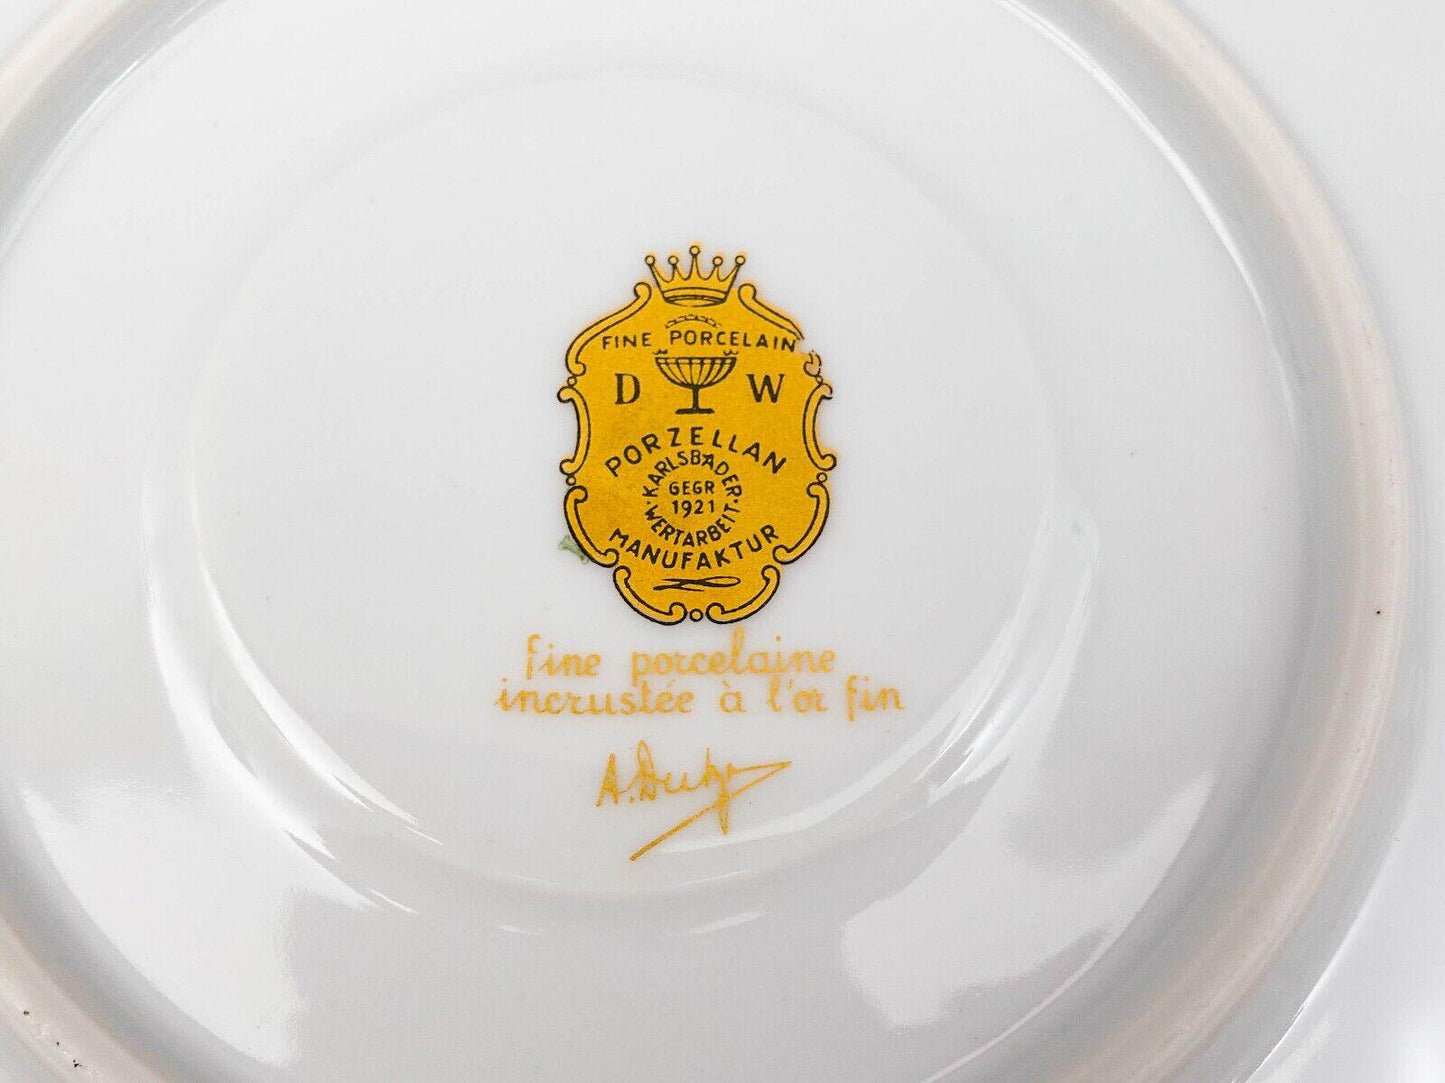 FINE PORCELAIN
D W
PORZELLAN
KARLSBADER
GEGR
1921
WERTARBEIT
MANUFAKTUR
fine porcelaine
incrustée à l'or fin